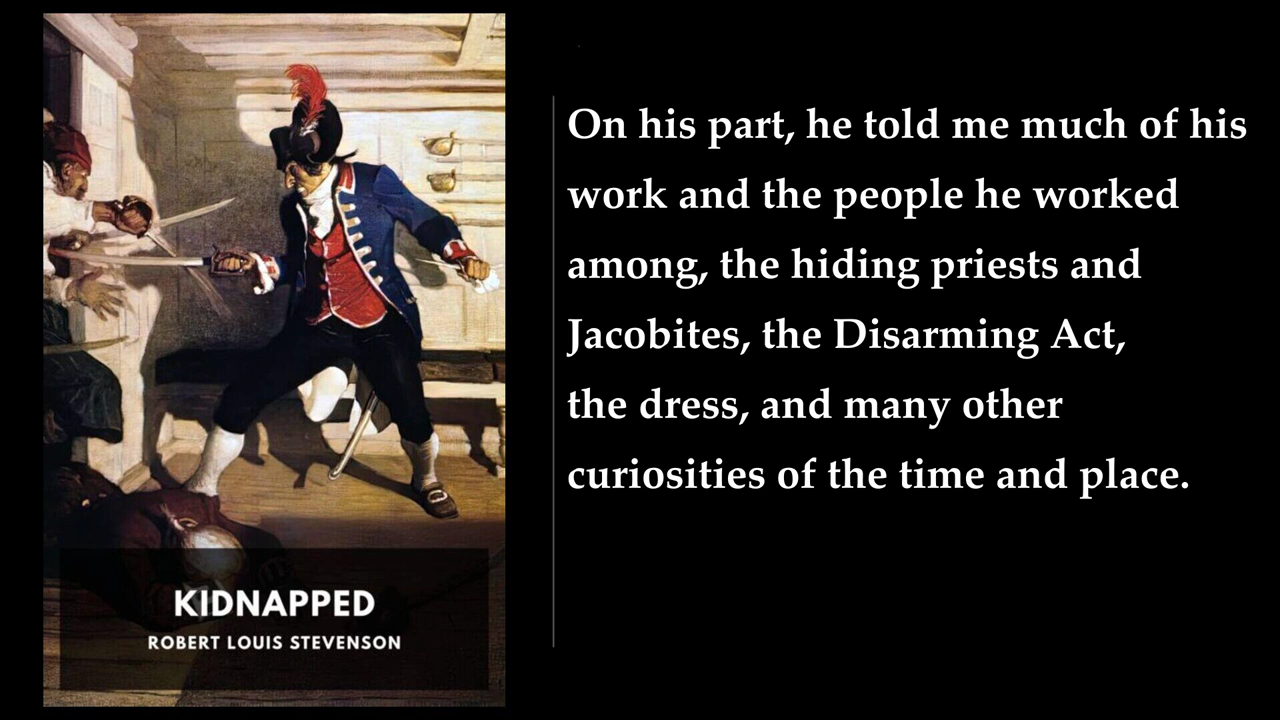 On his part, he told me much of his
work and the people he worked
among, the hiding priests and
Jacobites, the Disarming Act,
the dress, and many other
curiosities of the time and place.
KIDNAPPED
ROBERT LOUIS STEVENSON